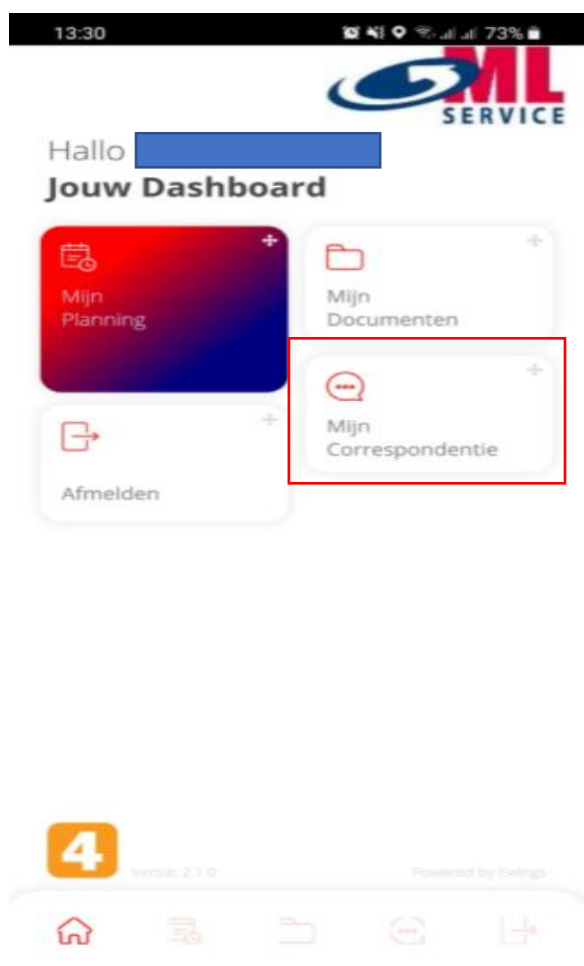 13:30
73%
ML
SERVICE
Hallo
Jouw Dashboard
Mijn
Planning
Mijn
Documenten
Mijn
Correspondentie
Afmelden
4
Versie: 2.1.0
Powered by Ewings